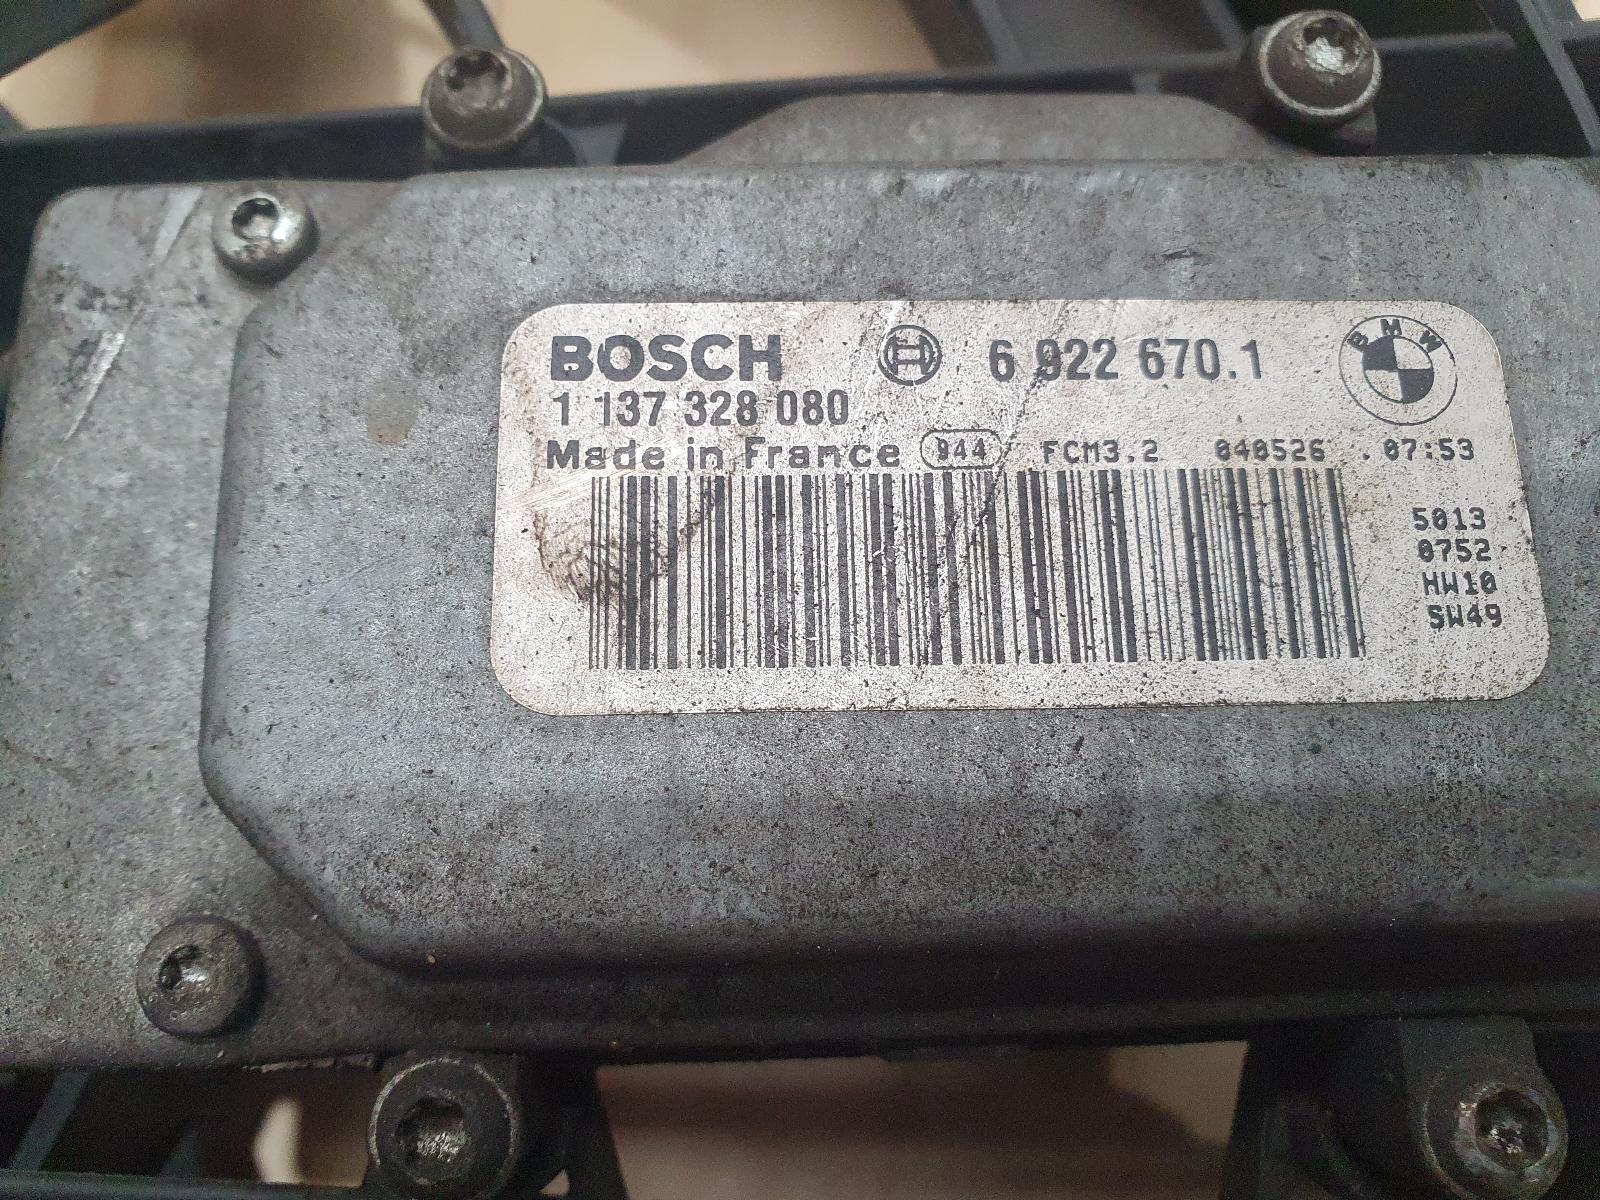 BOSCH 6 922 670.1 BMW
1 137 328 080
Made in France 944 FCM3.2 040526 .07:53
5013
0752
HW10
SW49